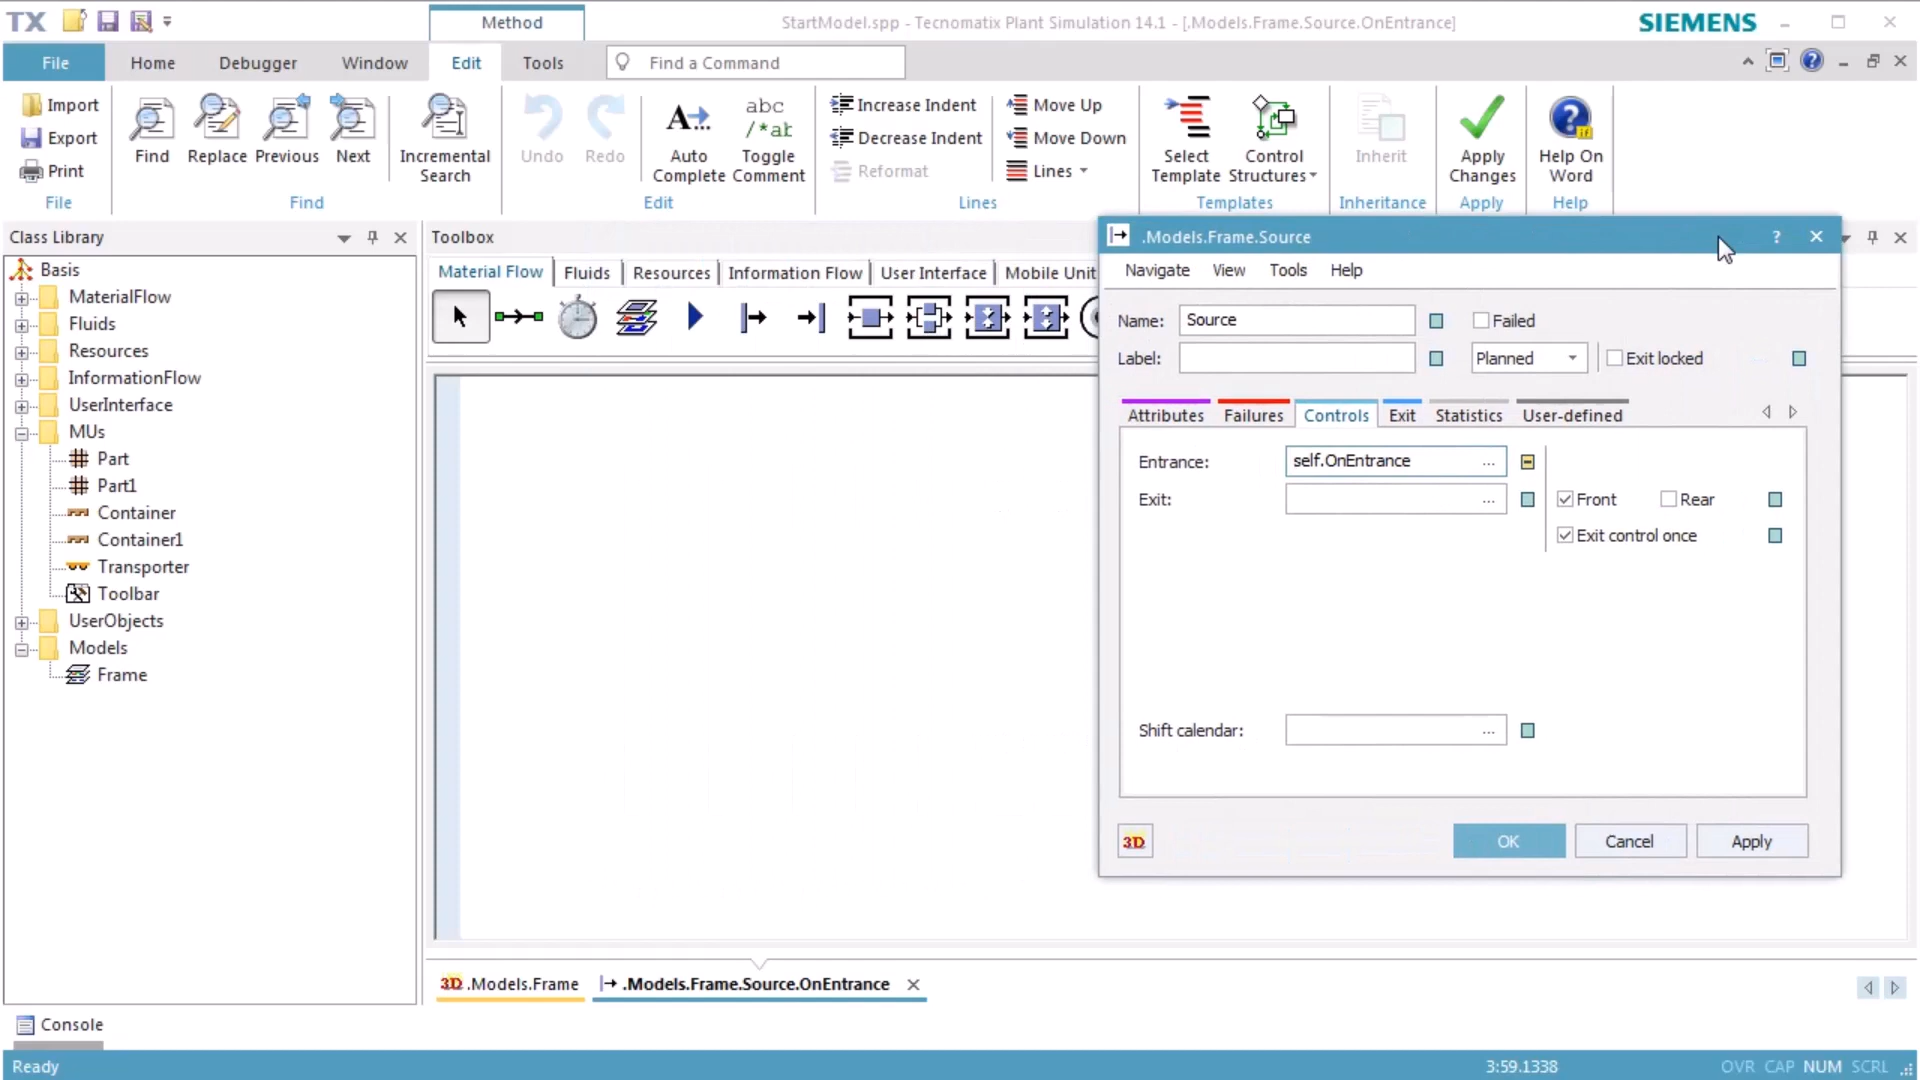 TX
Method
StartModel.spp - Tecnomatix Plant Simulation 14.1 - [.Models.Frame.Source.OnEntrance]
SIEMENS
File
Home
Debugger
Window
Edit
Tools
Find a Command
Import
Export
Print
File
Find
Replace
Previous
Next
Incremental
Search
Find
Undo
Redo
A
Auto
Complete
abc
/*ab
Toggle
Comment
Edit
Increase Indent
Decrease Indent
Reformat
Move Up
Move Down
Lines
Lines
Select
Template
Control
Structures
Templates
Inherit
Inheritance
Apply
Changes
Apply
Help On
Word
Help
Class Library
Basis
MaterialFlow
Fluids
Resources
InformationFlow
UserInterface
MUs
Part
Part1
Container
Container1
Transporter
Toolbar
UserObjects
Models
Frame
Toolbox
Material Flow
Fluids
Resources
Information Flow
User Interface
Mobile Unit
.Models.Frame.Source
?
Navigate
View
Tools
Help
Name:
Source
Failed
Label:
Planned
Exit locked
Attributes
Failures
Controls
Exit
Statistics
User-defined
Entrance:
self.OnEntrance
...
Exit:
...
Front
Rear
Exit control once
Shift calendar:
...
3D
OK
Cancel
Apply
3D .Models.Frame
.Models.Frame.Source.OnEntrance
Console
Ready
3:59.1338
OVR CAP NUM SCRL